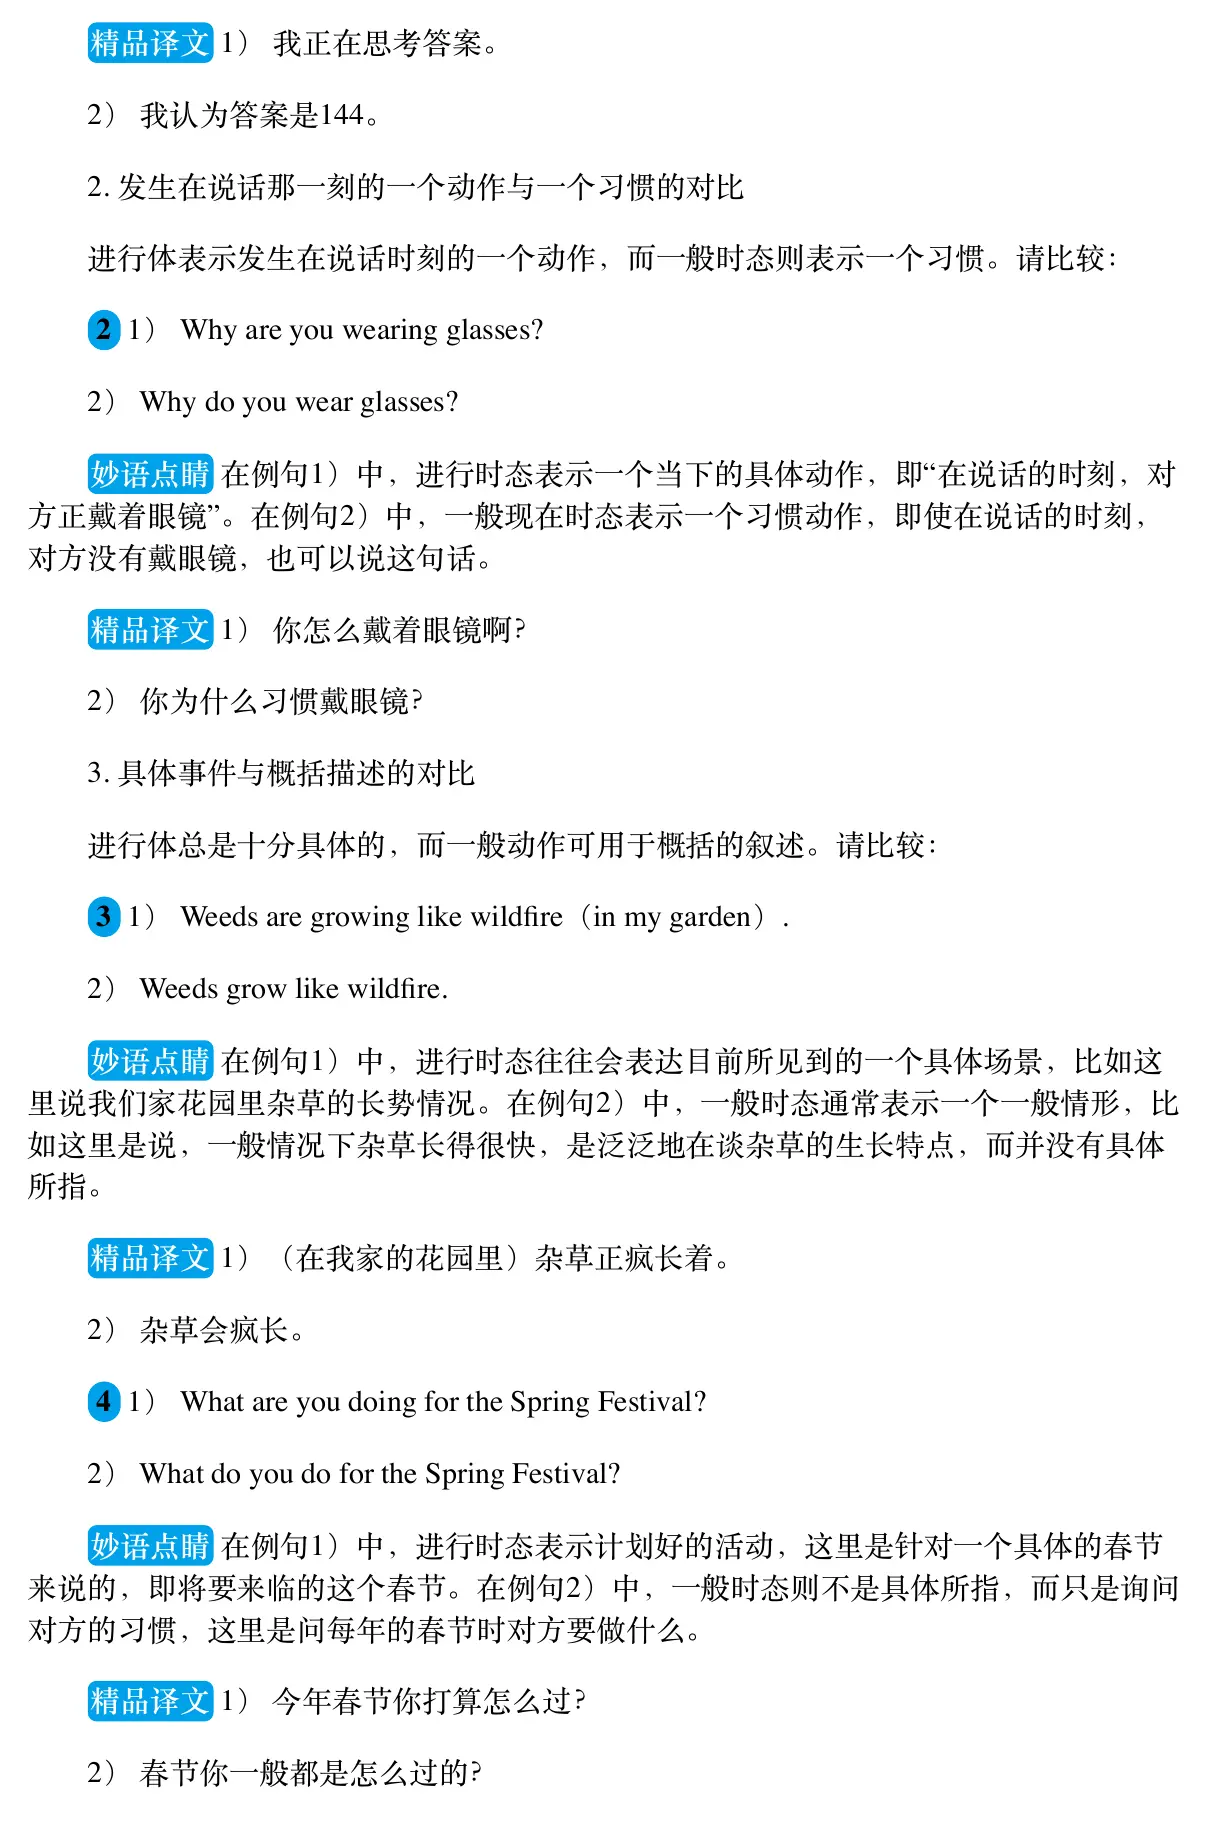 精品译文 1） 我正在思考答案。
2） 我认为答案是144。
2. 发生在说话那一刻的一个动作与一个习惯的对比
进行体表示发生在说话时刻的一个动作，而一般时态则表示一个习惯。请比较：
2 1） Why are you wearing glasses?
2） Why do you wear glasses?
妙语点睛 在例句1）中，进行时态表示一个当下的具体动作，即“在说话的时刻，对
方正戴着眼镜”。在例句2）中，一般现在时态表示一个习惯动作，即使在说话的时刻，
对方没有戴眼镜，也可以说这句话。
精品译文 1） 你怎么戴着眼镜啊？
2） 你为什么习惯戴眼镜？
3. 具体事件与概括描述的对比
进行体总是十分具体的，而一般动作可用于概括的叙述。请比较：
3 1） Weeds are growing like wildfire（in my garden）.
2） Weeds grow like wildfire.
妙语点睛 在例句1）中，进行时态往往会表达目前所见到的一个具体场景，比如这
里说我们家花园里杂草的长势情况。在例句2）中，一般时态通常表示一个一般情形，比
如这里是说，一般情况下杂草长得很快，是泛泛地在谈杂草的生长特点，而并没有具体
所指。
精品译文 1） （在我家的花园里）杂草正疯长着。
2） 杂草会疯长。
4 1） What are you doing for the Spring Festival?
2） What do you do for the Spring Festival?
妙语点睛 在例句1）中，进行时态表示计划好的活动，这里是针对一个具体的春节
来说的，即将要来临的这个春节。在例句2）中，一般时态则不是具体所指，而只是询问
对方的习惯，这里是问每年的春节时对方要做什么。
精品译文 1） 今年春节你打算怎么过？
2） 春节你一般都是怎么过的？